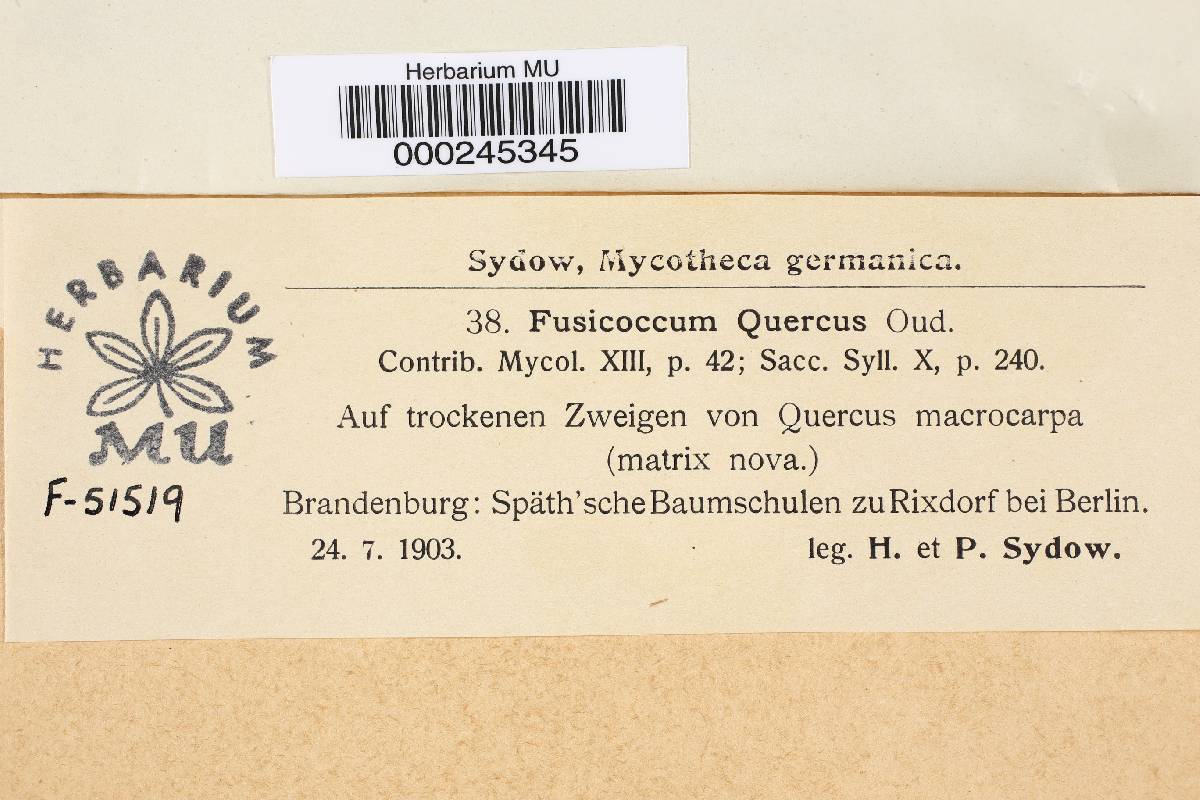 Herbarium MU
000245345
Sydow, Mycotheca germanica.
HERBARIUM
MU
F-51519
38. Fusicoccum Quercus Oud.
Contrib. Mycol. XIII, p. 42; Sacc. Syll. X, p. 240.
Auf trockenen Zweigen von Quercus macrocarpa
(matrix nova.)
Brandenburg: Späth'sche Baumschulen zu Rixdorf bei Berlin.
24. 7. 1903. leg. H. et P. Sydow.